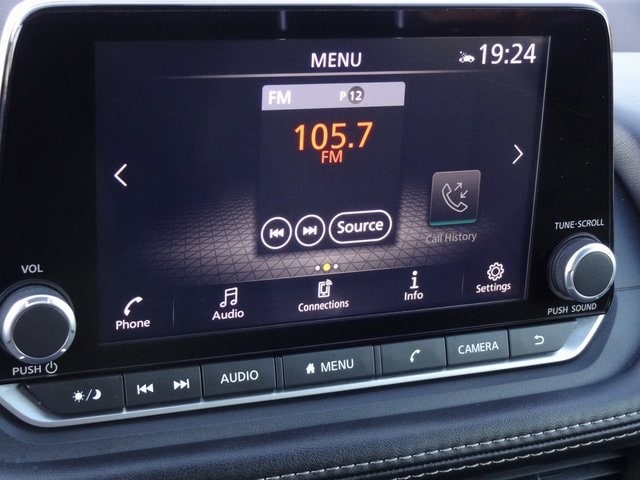 MENU
19:24
FM P 12
105.7
FM
Source
Call History
Phone
Audio
Connections
Info
Settings
VOL
PUSH
TUNE·SCROLL
PUSH SOUND
AUDIO
MENU
CAMERA